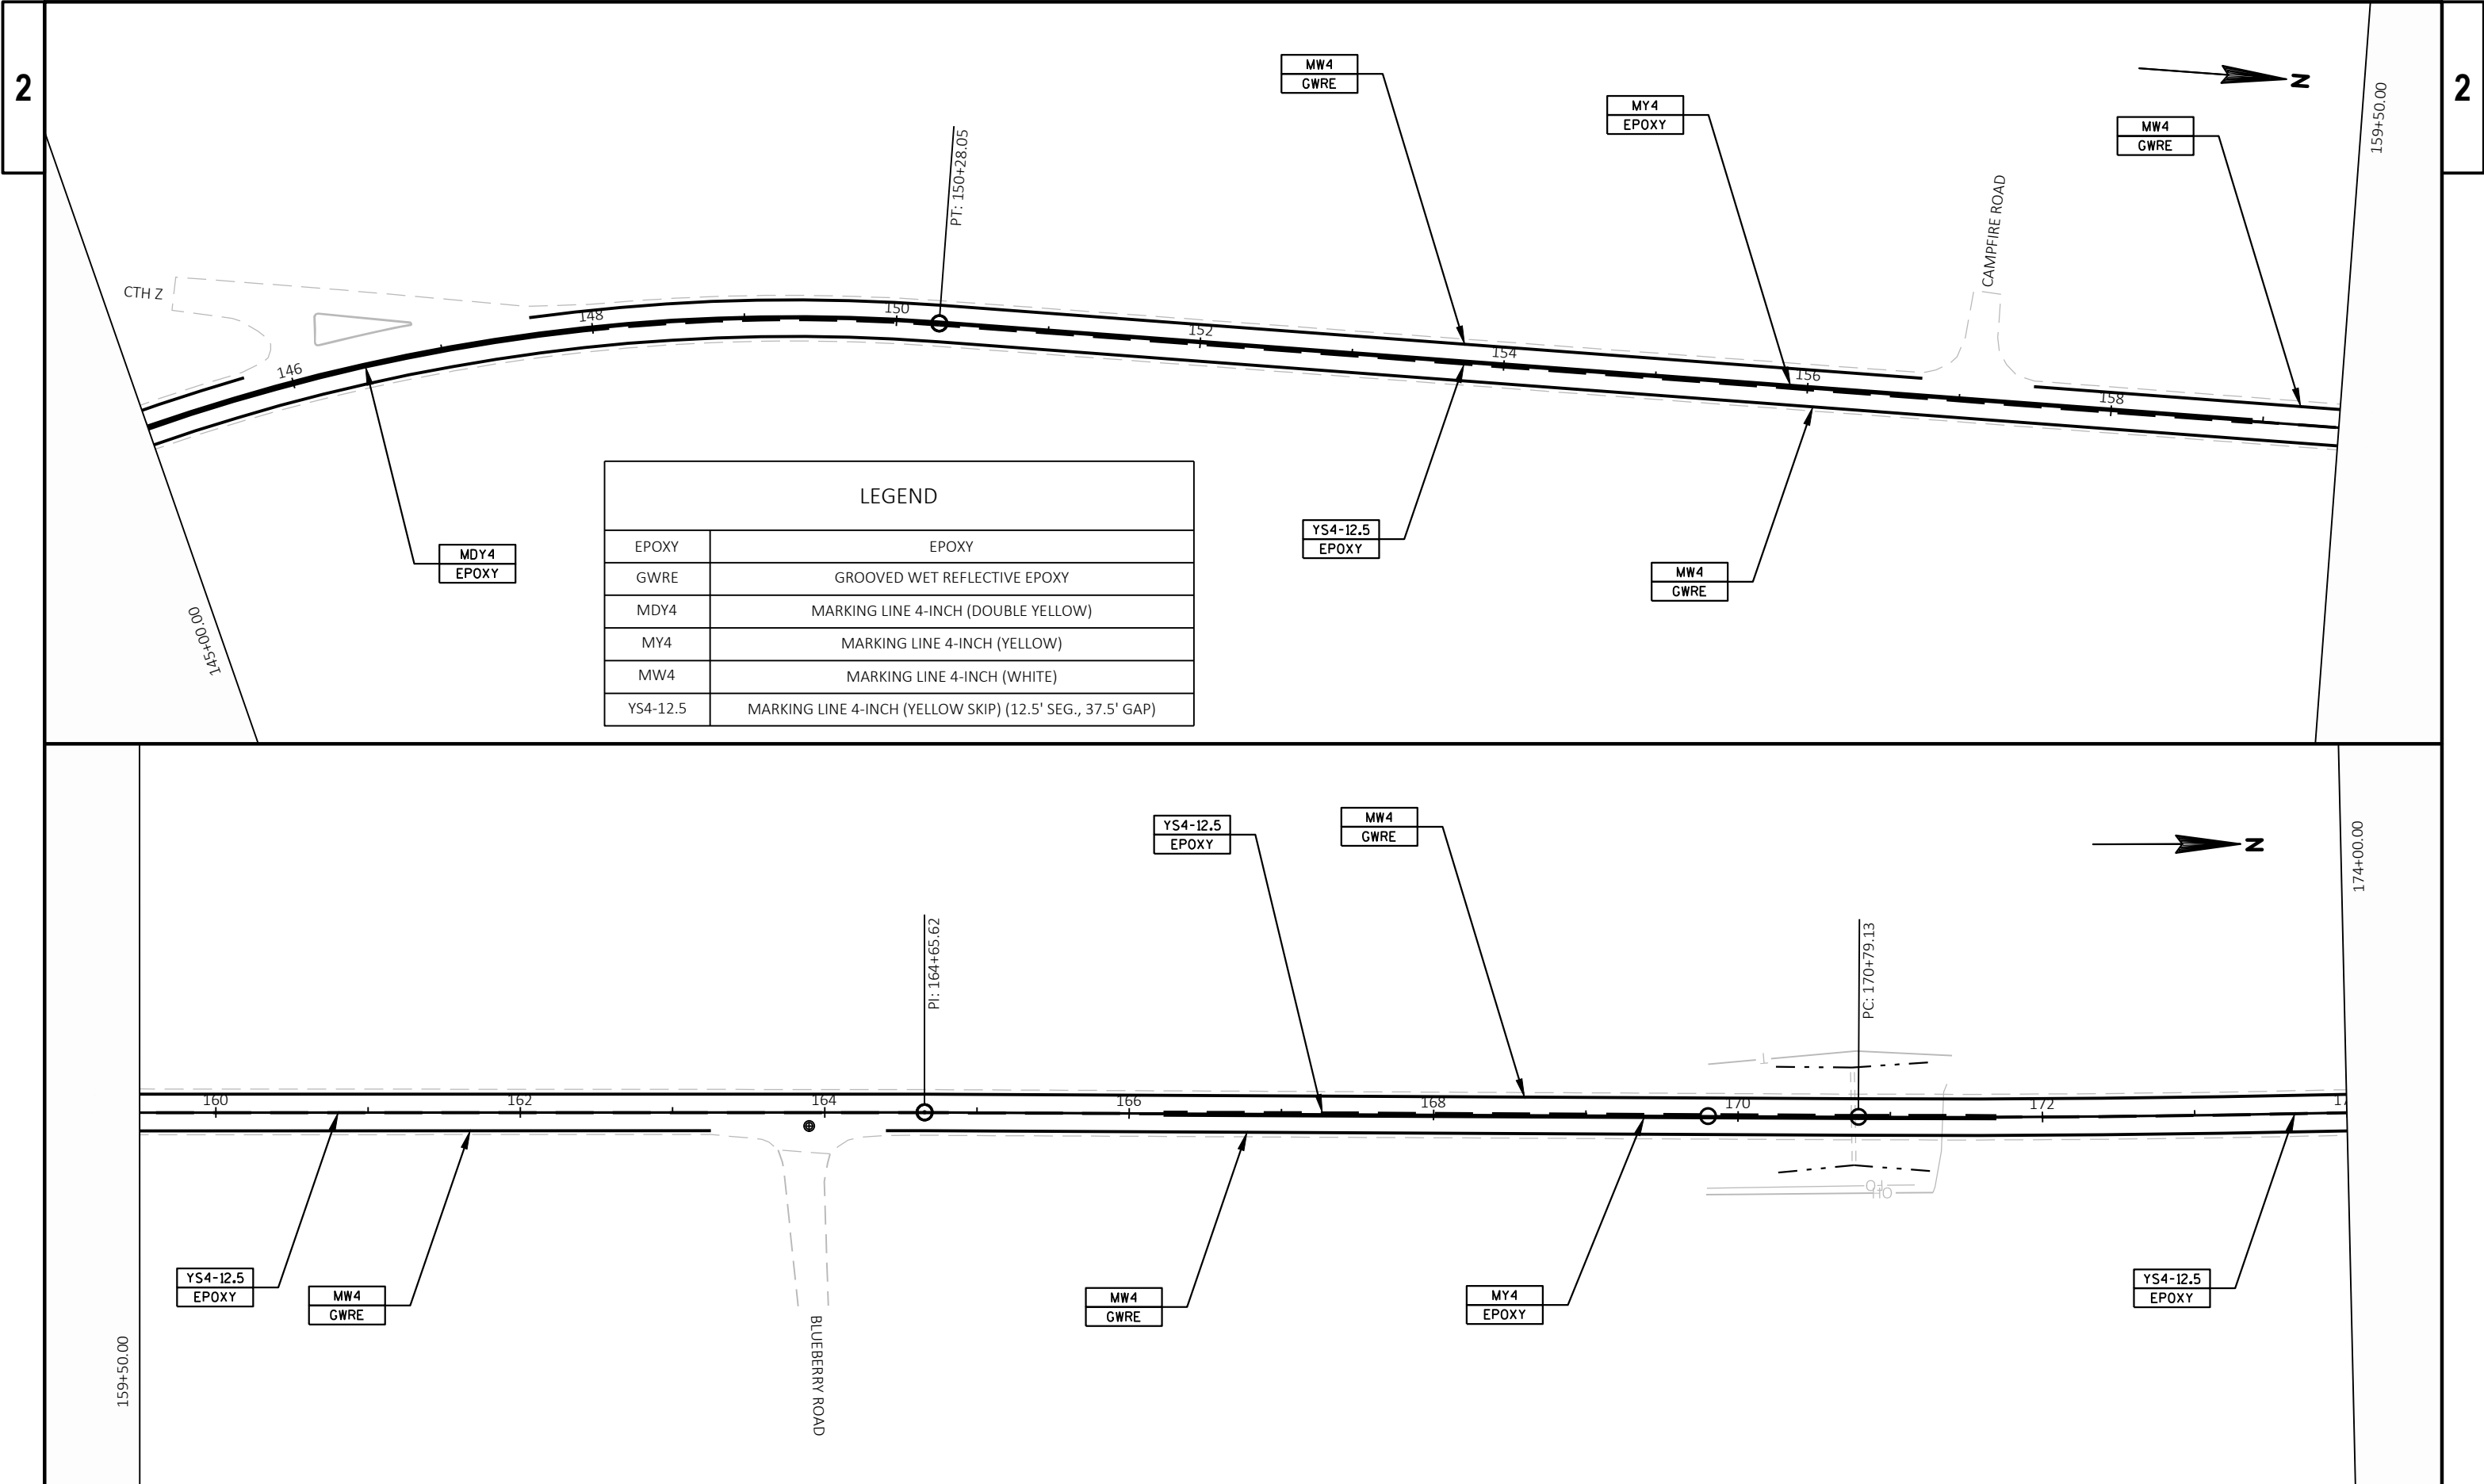 2
2
MW4
GWRE
MY4
EPOXY
MW4
GWRE
N
159+50.00
PT: 150+28.05
CAMPFIRE ROAD
CTH Z
146
148
150
152
154
156
158
MDY4
EPOXY
YS4-12.5
EPOXY
MW4
GWRE
145+00.00
LEGEND
EPOXY EPOXY
GWRE GROOVED WET REFLECTIVE EPOXY
MDY4 MARKING LINE 4-INCH (DOUBLE YELLOW)
MY4 MARKING LINE 4-INCH (YELLOW)
MW4 MARKING LINE 4-INCH (WHITE)
YS4-12.5 MARKING LINE 4-INCH (YELLOW SKIP) (12.5' SEG., 37.5' GAP)
YS4-12.5
EPOXY
MW4
GWRE
N
174+00.00
PI: 164+65.62
PC: 170+79.13
T
160
162
164
166
168
170
172
FO
OH
YS4-12.5
EPOXY
MW4
GWRE
MW4
GWRE
MY4
EPOXY
YS4-12.5
EPOXY
159+50.00
BLUEBERRY ROAD